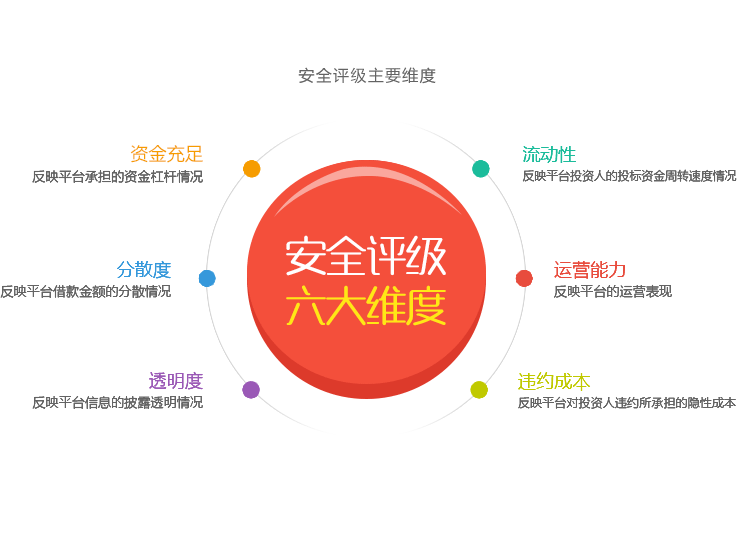 安全评级主要维度
资金充足
反映平台承担的资金杠杆情况
流动性
反映平台投资人的投标资金周转速度情况
安全评级
六大维度
分散度
反映平台借款金额的分散情况
运营能力
反映平台的运营表现
透明度
反映平台信息的披露透明情况
违约成本
反映平台对投资人违约所承担的隐性成本